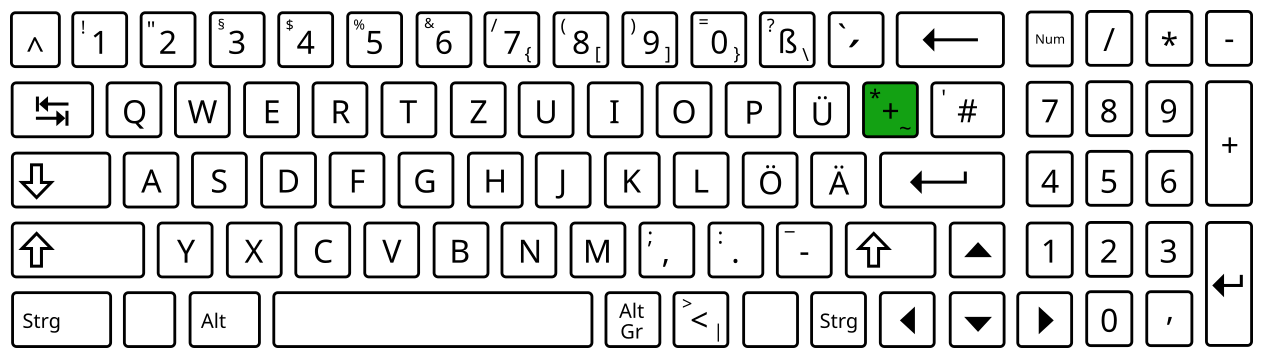 ^ ! 1 " 2 § 3 $ 4 % 5 & 6 / 7 { ( 8 [ ) 9 ] = 0 } ? ß \ ` ´ Num / * -
Q W E R T Z U I O P Ü * + ~ ' # 7 8 9 +
A S D F G H J K L Ö Ä 4 5 6
Y X C V B N M ; , : . _ - 1 2 3
Strg Alt Alt Gr > < | Strg 0 ,